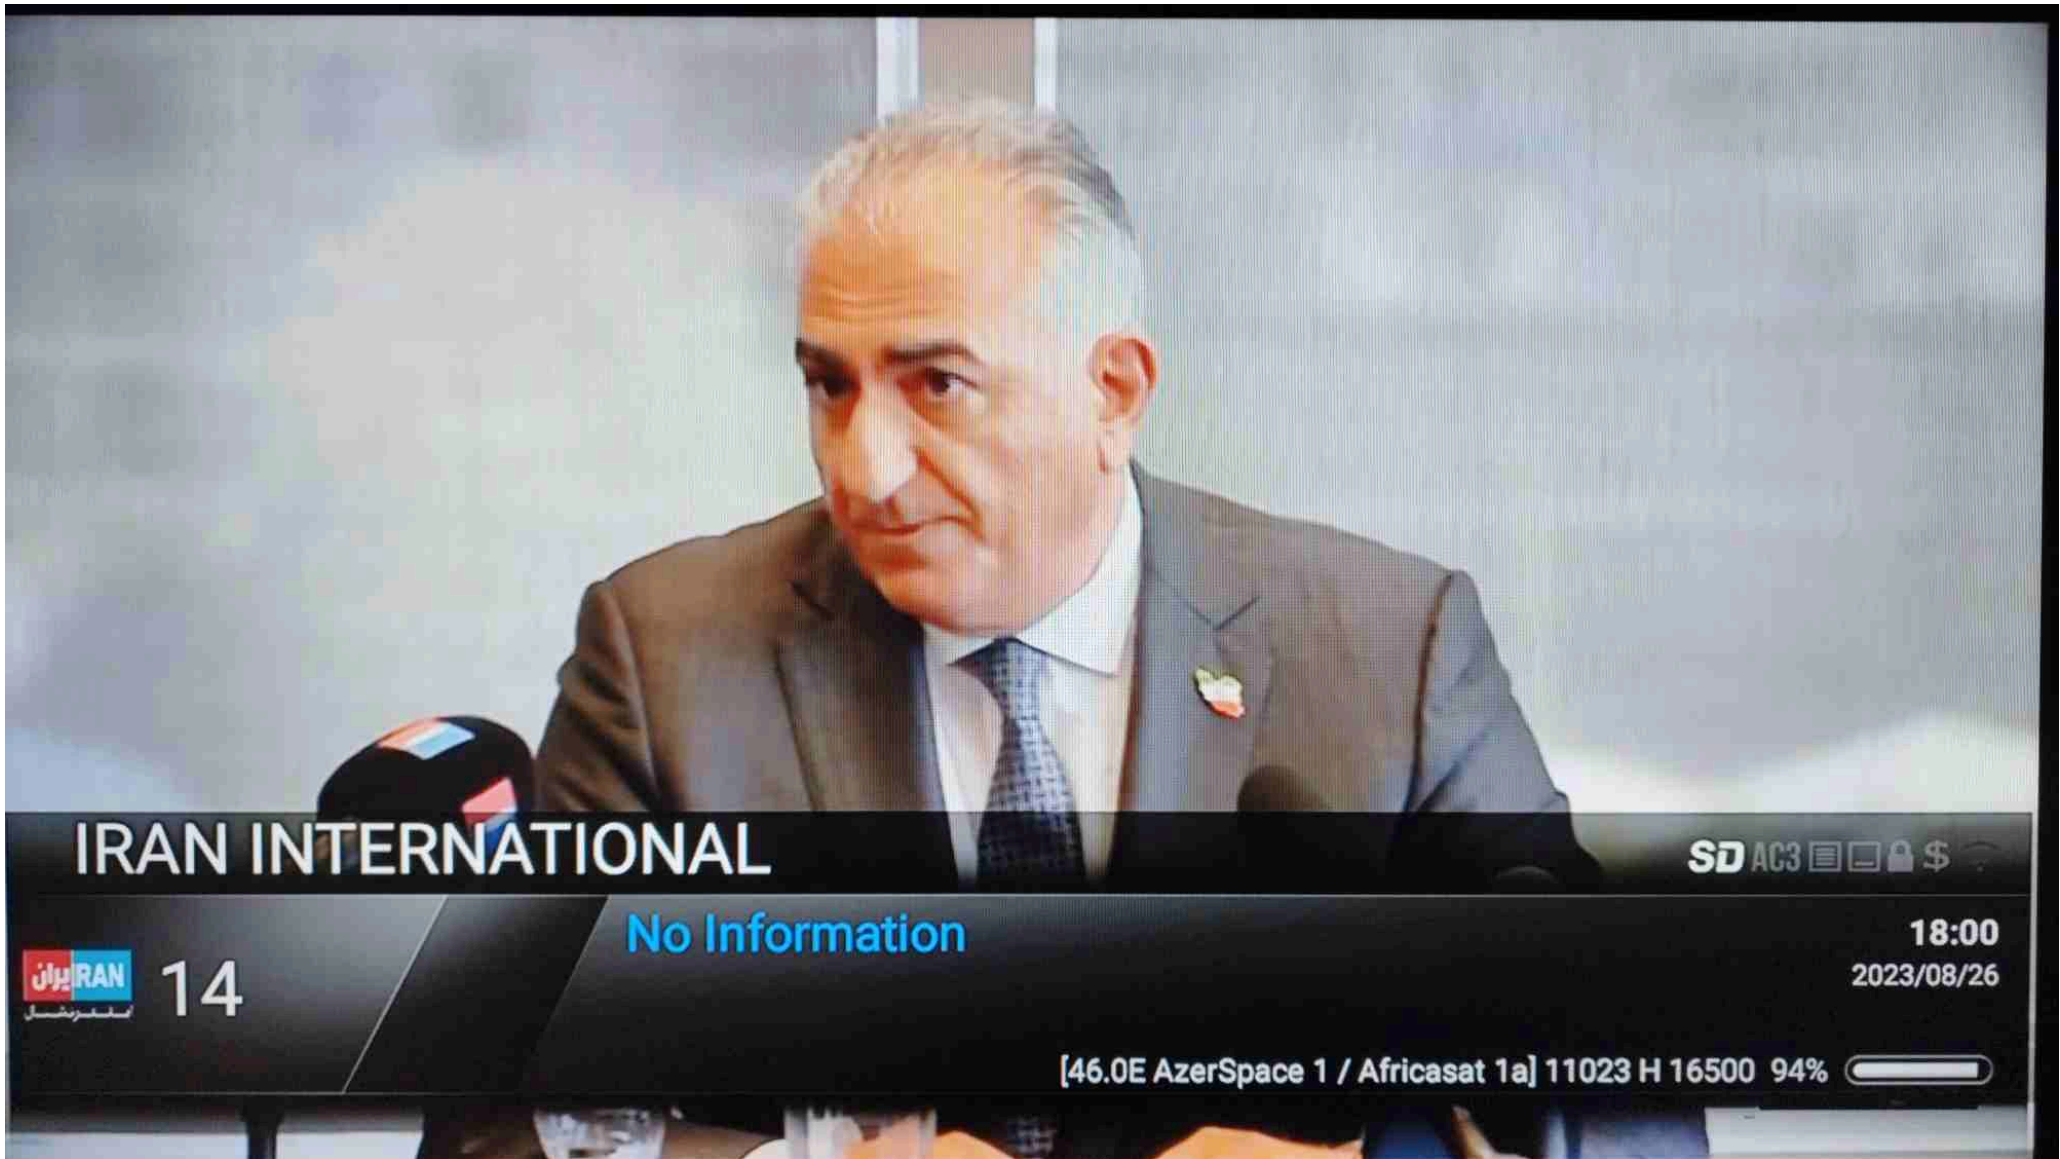 IRAN INTERNATIONAL
SD AC3 $
No Information
18:00
2023/08/26
ایران IRAN
اینترنشنال
14
[46.0E AzerSpace 1 / Africasat 1a] 11023 H 16500 94%